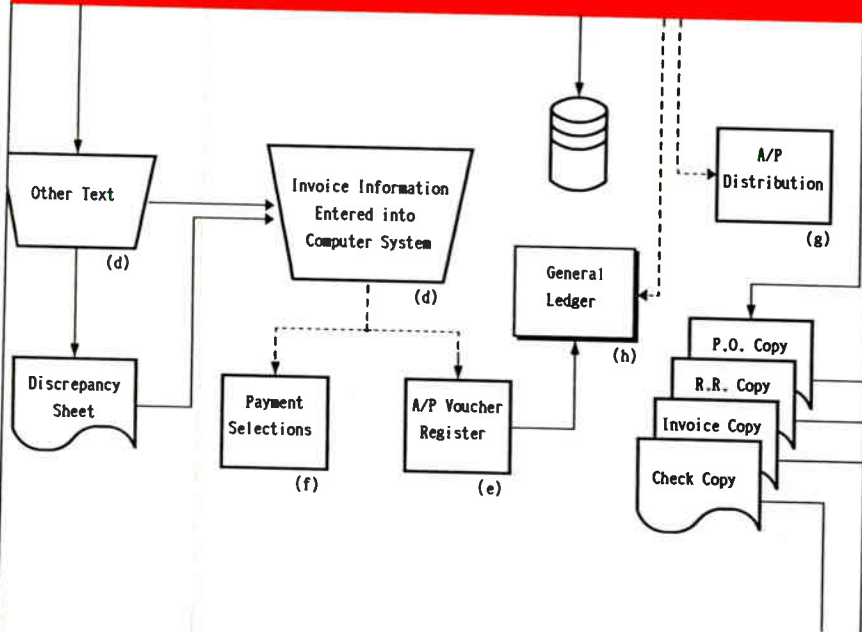 A/P
Distribution
(g)
Other Text
(d)
Invoice Information
Entered into
Computer System
(d)
General
Ledger
(h)
P.O. Copy
R.R. Copy
Invoice Copy
Check Copy
Discrepancy
Sheet
Payment
Selections
(f)
A/P Voucher
Register
(e)